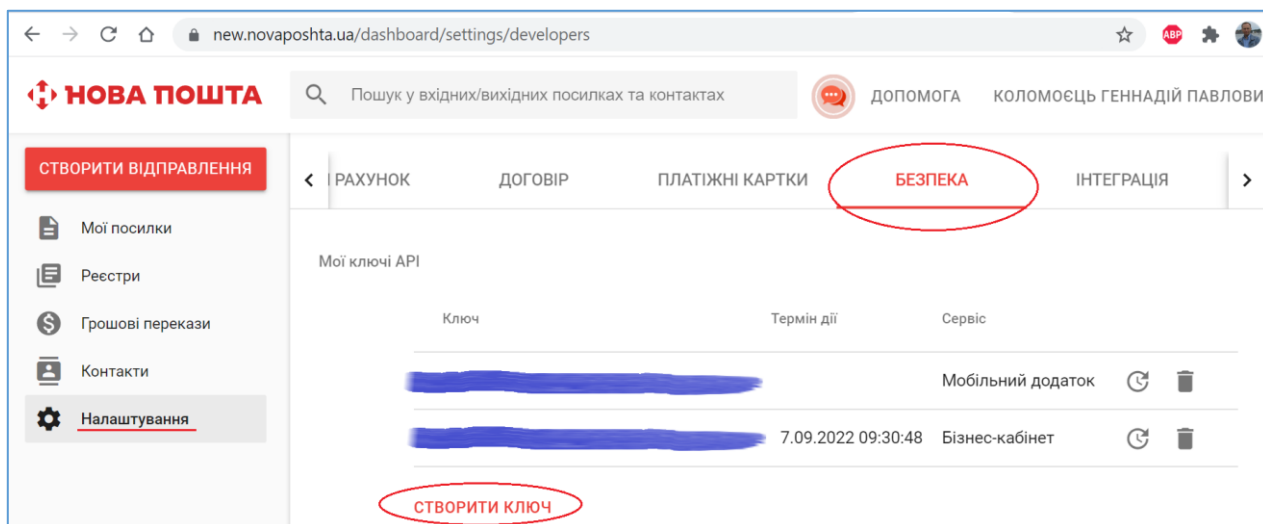 new.novaposhta.ua/dashboard/settings/developers
ABP
НОВА ПОШТА
Пошук у вхідних/вихідних посилках та контактах
ДОПОМОГА
КОЛОМОЄЦЬ ГЕННАДІЙ ПАВЛОВИ
СТВОРИТИ ВІДПРАВЛЕННЯ
РАХУНОК
ДОГОВІР
ПЛАТІЖНІ КАРТКИ
БЕЗПЕКА
ІНТЕГРАЦІЯ
Мої посилки
Реєстри
Грошові перекази
Контакти
Налаштування
Мої ключі API
Ключ
Термін дії
Сервіс
Мобільний додаток
7.09.2022 09:30:48
Бізнес-кабінет
СТВОРИТИ КЛЮЧ